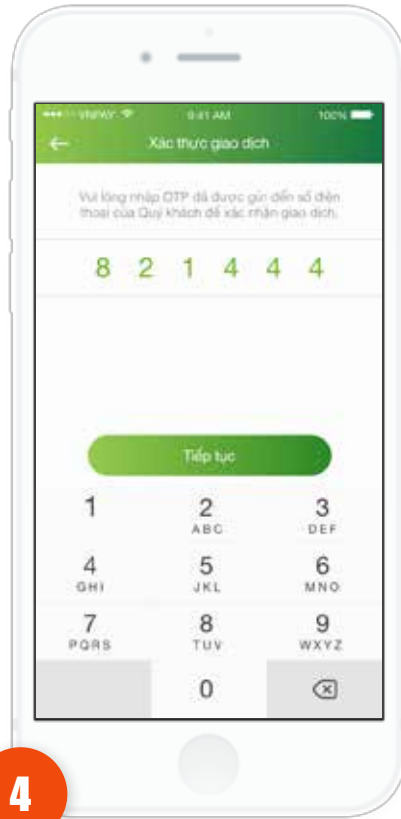 VNPAY 9:41 AM 100%
Xác thực giao dịch
Vui lòng nhập OTP đã được gửi đến số điện
thoại của Quý khách để xác nhận giao dịch.
8 2 1 4 4 4
Tiếp tục
1 2 3
ABC DEF
4 5 6
GHI JKL MNO
7 8 9
PQRS TUV WXYZ
0
4